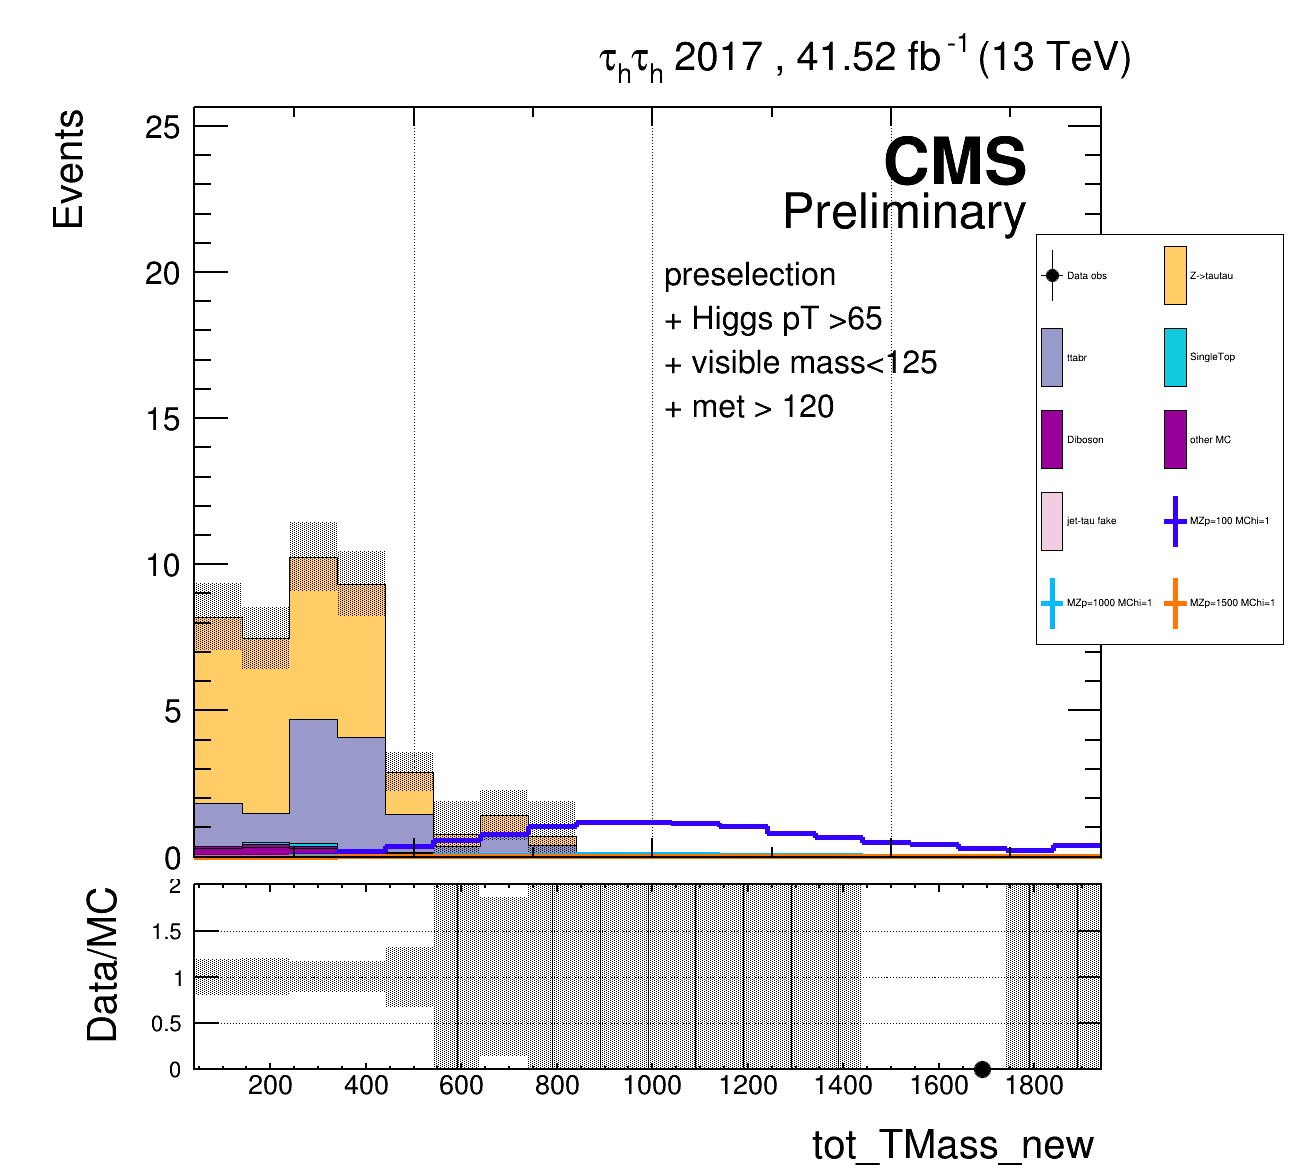 τhτh 2017 , 41.52 fb-1 (13 TeV)
Events
25
20
15
10
5
0
CMS
Preliminary
preselection
+ Higgs pT >65
+ visible mass<125
+ met > 120
Data obs
Z->tautau
ttabr
SingleTop
Diboson
other MC
jet-tau fake
MZp=100 MChi=1
MZp=1000 MChi=1
MZp=1500 MChi=1
Data/MC
2
1.5
1
0.5
0
200 400 600 800 1000 1200 1400 1600 1800
tot_TMass_new